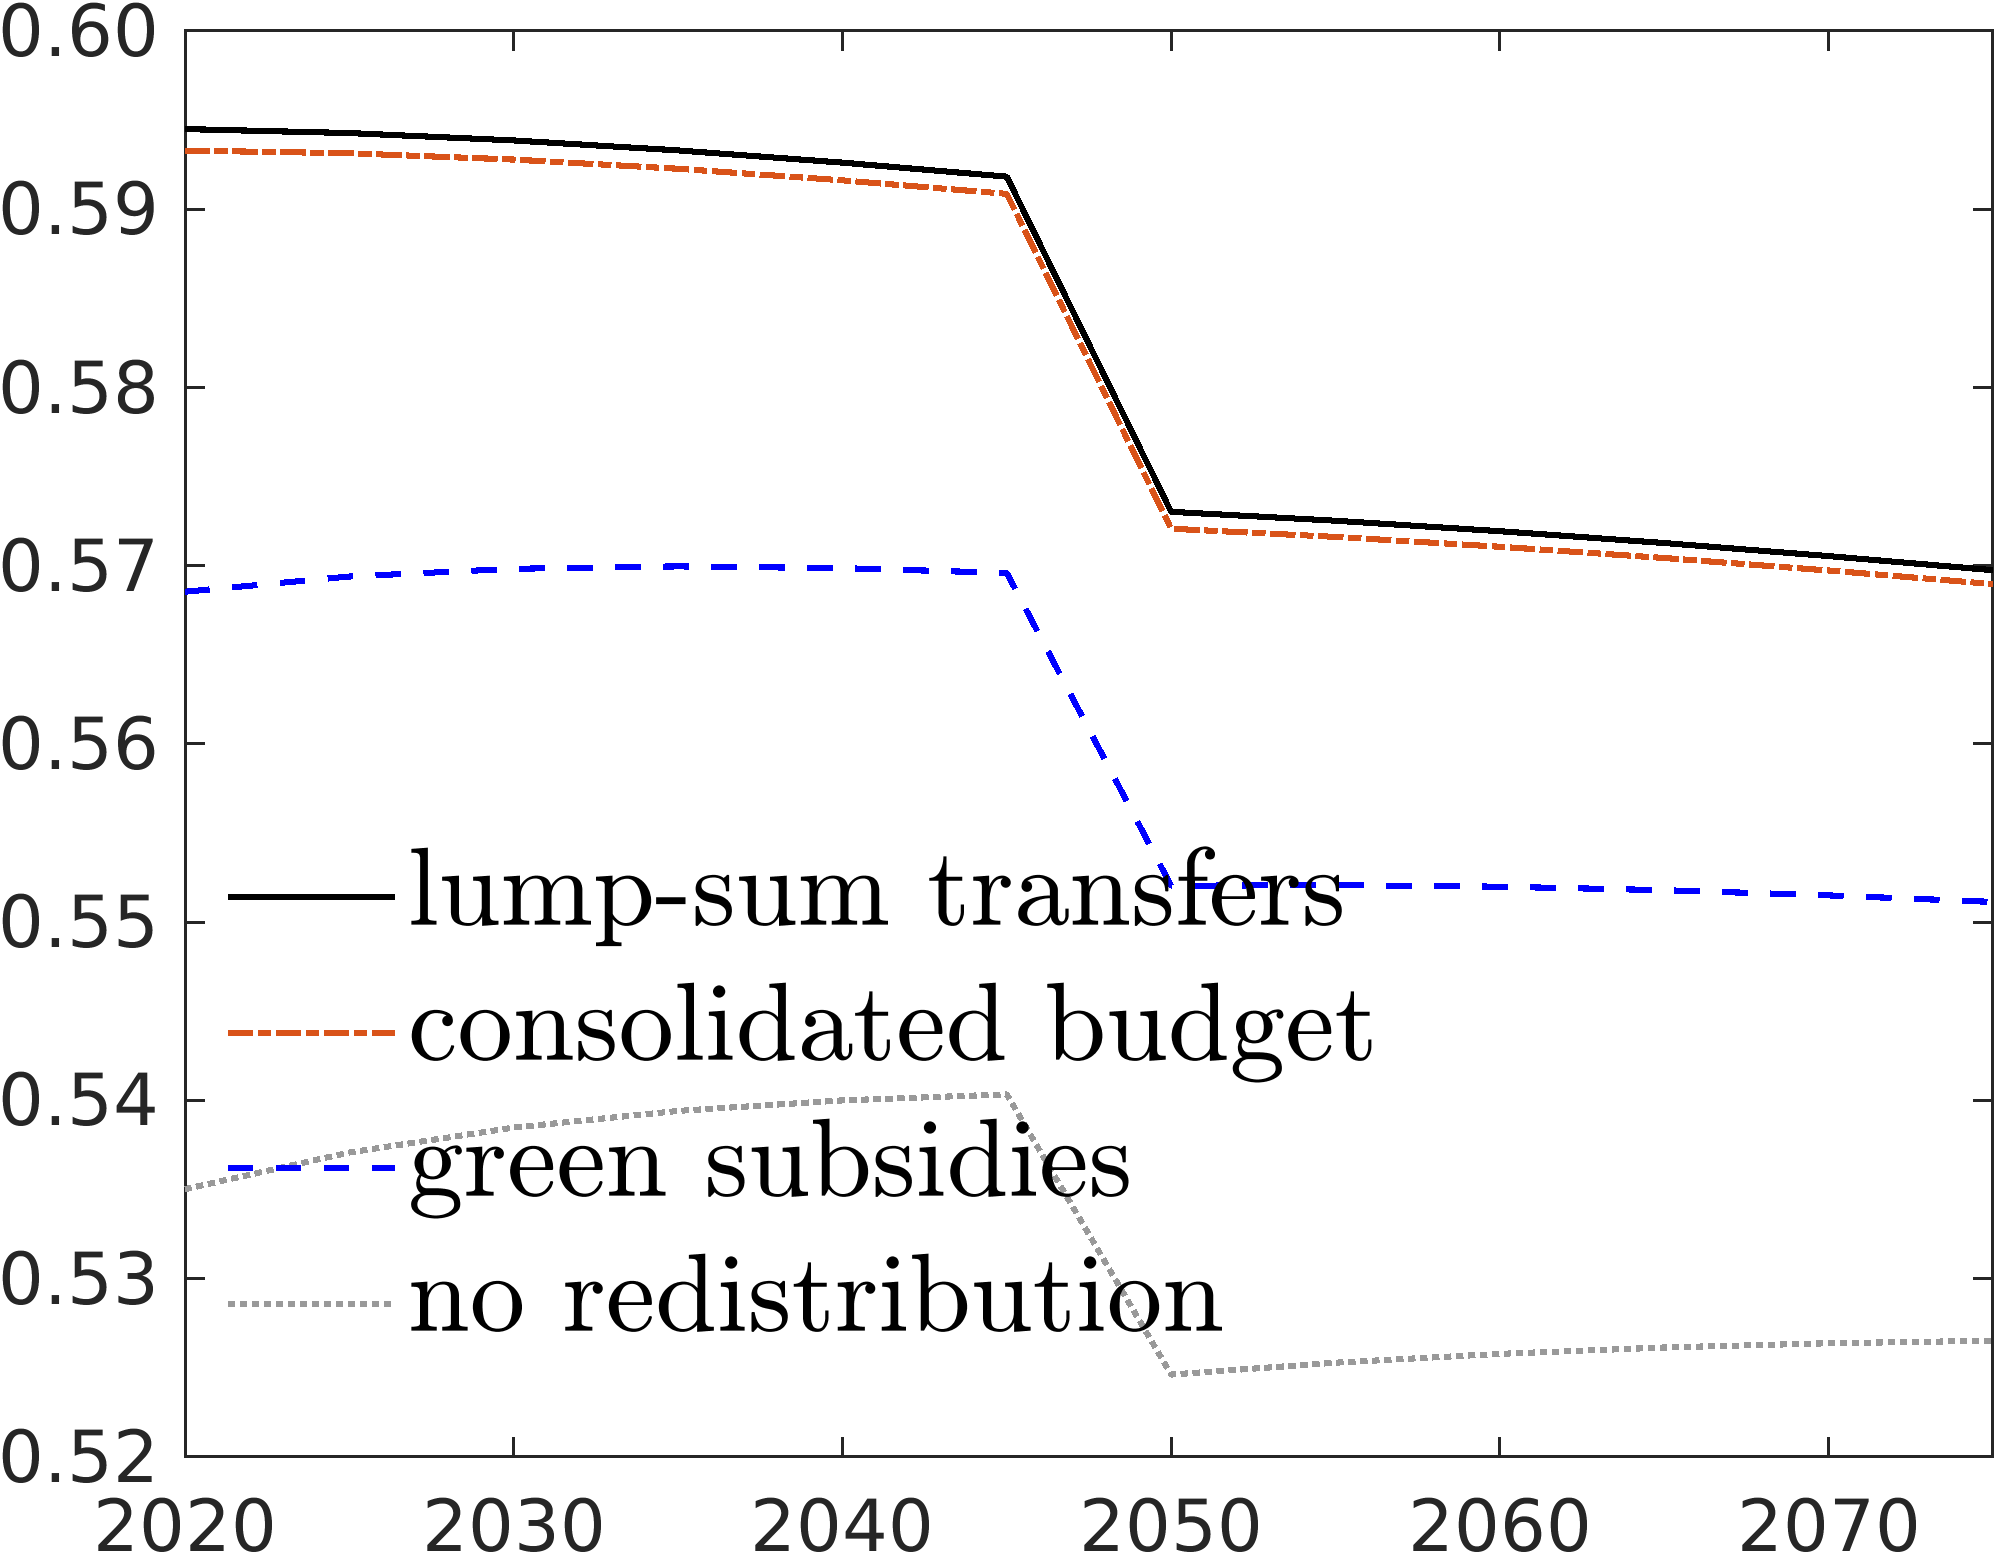 0.60
0.59
0.58
0.57
0.56
0.55
0.54
0.53
0.52
lump-sum transfers
consolidated budget
green subsidies
no redistribution
2020 2030 2040 2050 2060 2070